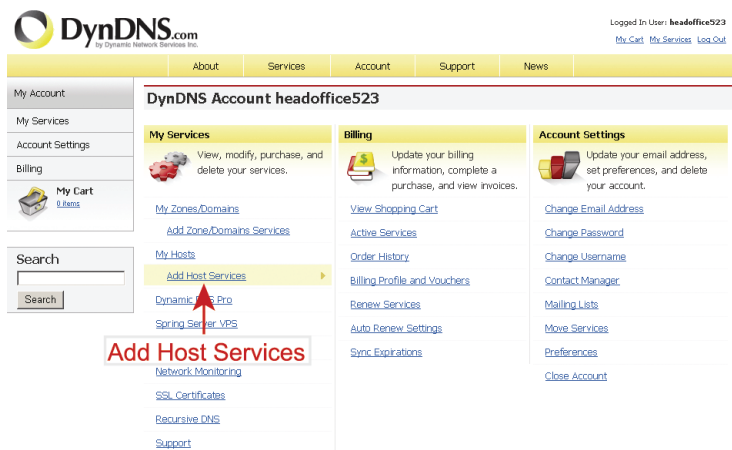 DynDNS.com
by Dynamic Network Services Inc.
Logged In User: headoffice523
My Cart My Services Log Out
About Services Account Support News
My Account
My Services
Account Settings
Billing
My Cart
0 items
Search
Search
DynDNS Account headoffice523
My Services
View, modify, purchase, and
delete your services.
My Zones/Domains
Add Zone/Domains Services
My Hosts
Add Host Services
Dynamic Pro
Spring Server VPS
Add Host Services
Network Monitoring
SSL Certificates
Recursive DNS
Support
Billing
Update your billing
information, complete a
purchase, and view invoices.
View Shopping Cart
Active Services
Order History
Billing Profile and Vouchers
Renew Services
Auto Renew Settings
Sync Expirations
Account Settings
Update your email address,
set preferences, and delete
your account.
Change Email Address
Change Password
Change Username
Contact Manager
Mailing Lists
Move Services
Preferences
Close Account